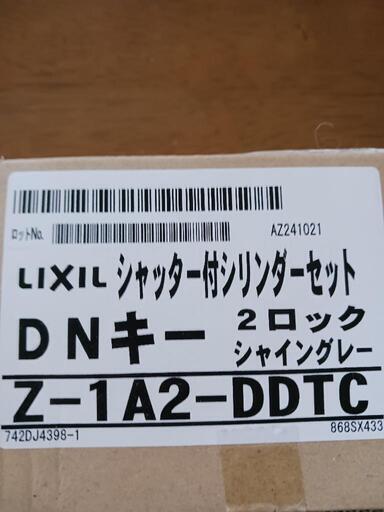 ロットNo.
AZ241021
LIXIL シャッター付シリンダーセット
DNキー 2ロック
シャイングレー
Z-1A2-DDTC
742DJ4398-1
868SX433